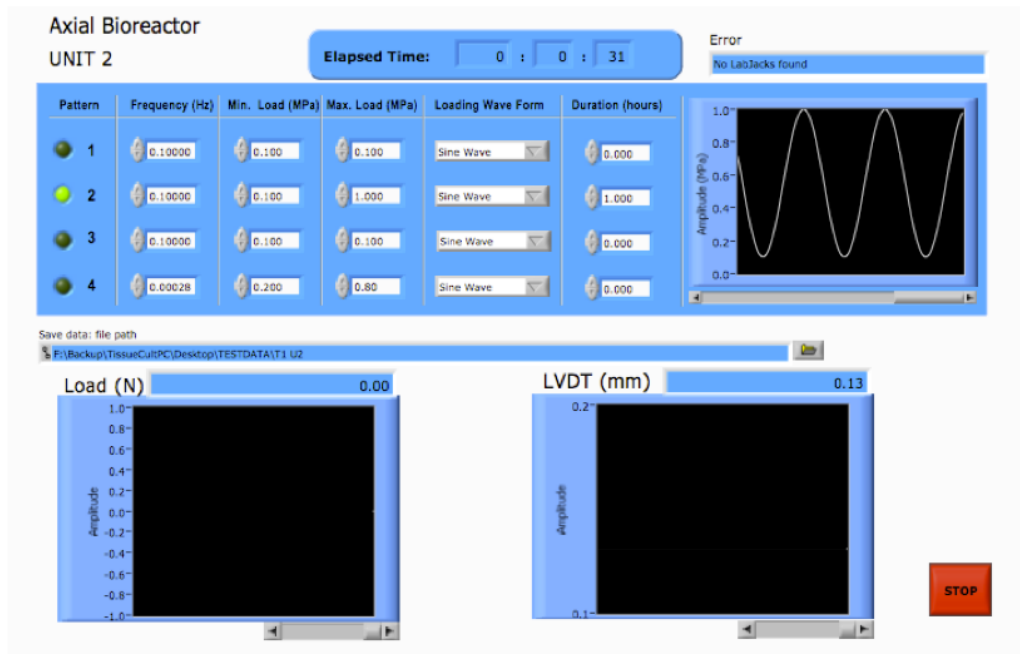 Axial Bioreactor
UNIT 2
Elapsed Time: 0 : 0 : 31
Error
No LabJacks found
Pattern Frequency (Hz) Min. Load (MPa) Max. Load (MPa) Loading Wave Form Duration (hours)
1 0.10000 0.100 0.100 Sine Wave 0.000
2 0.10000 0.100 1.000 Sine Wave 1.000
3 0.10000 0.100 0.100 Sine Wave 0.000
4 0.00028 0.200 0.80 Sine Wave 0.000
Amplitude (MPa)
1.0
0.8
0.6
0.4
0.2
0.0
Save data: file path
F:\Backup\TissueCultPC\Desktop\TESTDATA\T1 U2
Load (N) 0.00
Amplitude
1.0
0.8
0.6
0.4
0.2
0.0
-0.2
-0.4
-0.6
-0.8
-1.0
LVDT (mm) 0.13
Amplitude
0.2
0.1
STOP